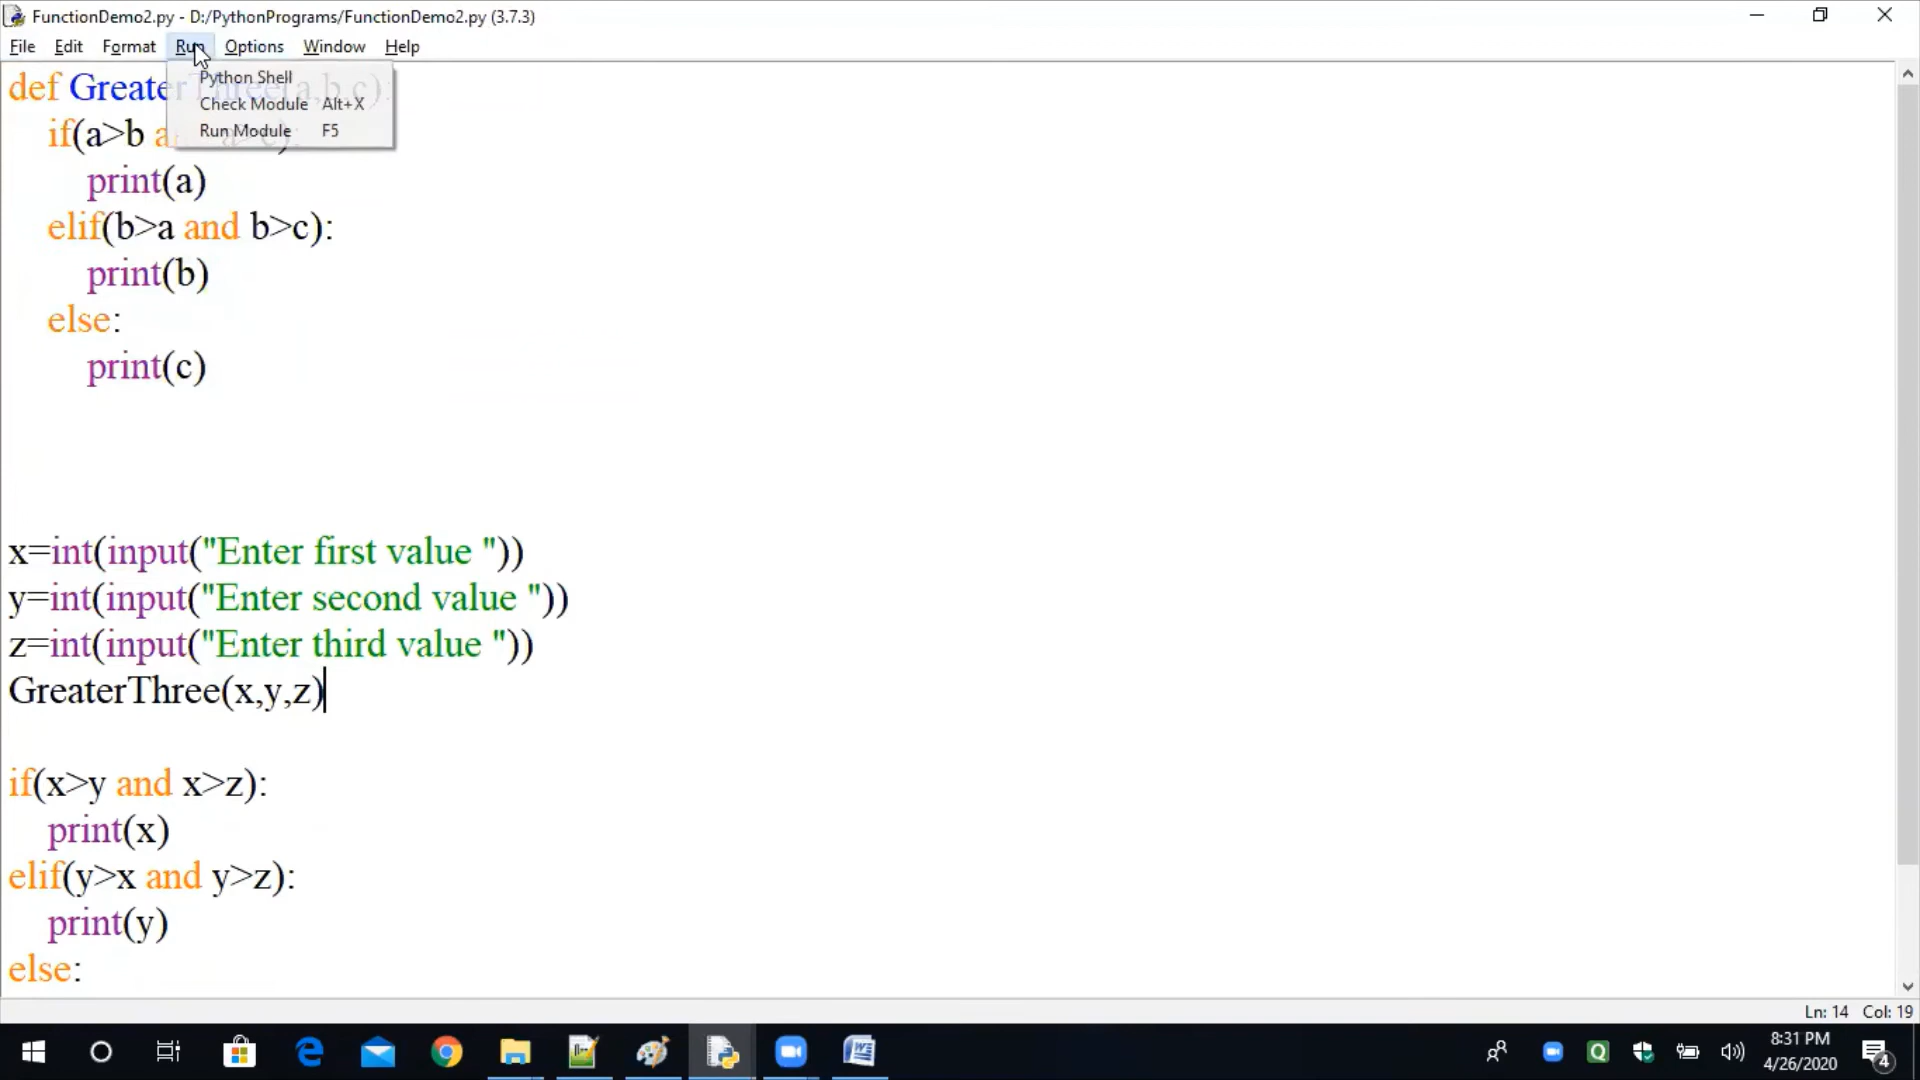 FunctionDemo2.py - D:/PythonPrograms/FunctionDemo2.py (3.7.3)
File Edit Format Run Options Window Help
Python Shell
Check Module Alt+X
Run Module F5
def GreaterThree(a,b,c):
if(a>b and a>c):
print(a)
elif(b>a and b>c):
print(b)
else:
print(c)
x=int(input("Enter first value "))
y=int(input("Enter second value "))
z=int(input("Enter third value "))
GreaterThree(x,y,z)
if(x>y and x>z):
print(x)
elif(y>x and y>z):
print(y)
else:
Ln: 14 Col: 19
8:31 PM
4/26/2020
4